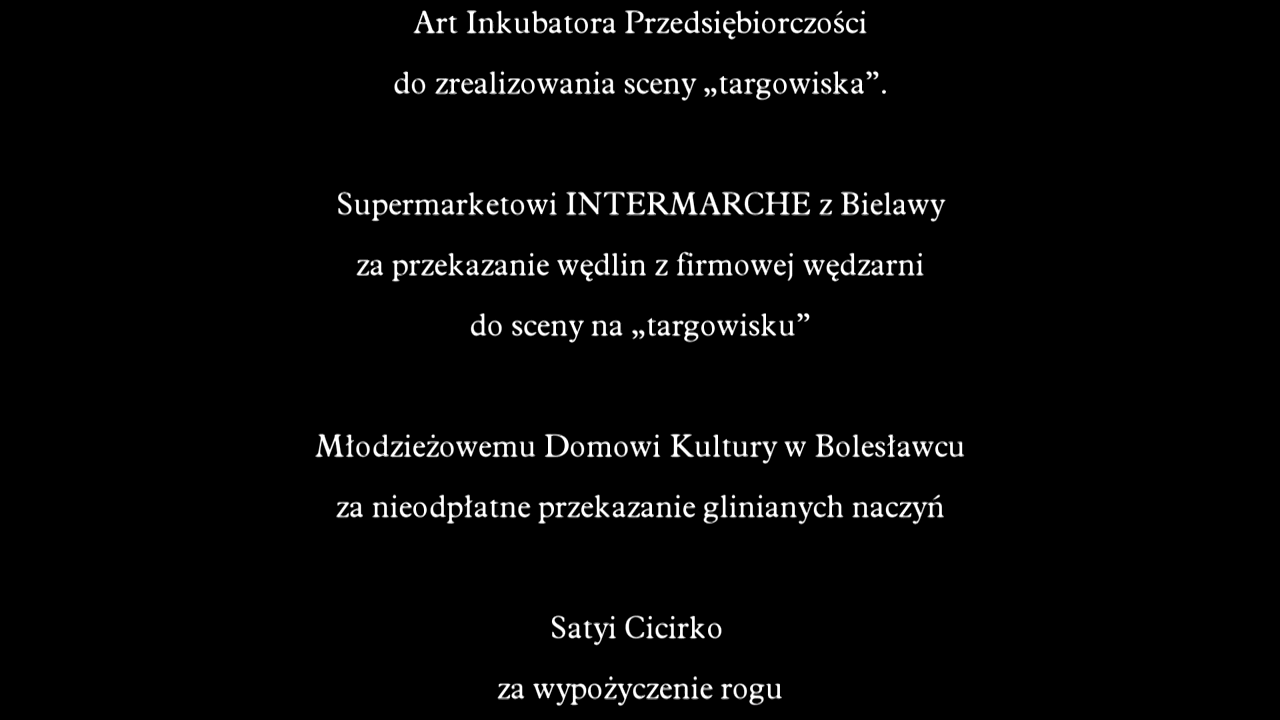 Art Inkubatora Przedsiębiorczości
do zrealizowania sceny „targowiska”.
Supermarketowi INTERMARCHE z Bielawy
za przekazanie wędlin z firmowej wędzarni
do sceny na „targowisku”
Młodzieżowemu Domowi Kultury w Bolesławcu
za nieodpłatne przekazanie glinianych naczyń
Satyi Cicirko
za wypożyczenie rogu